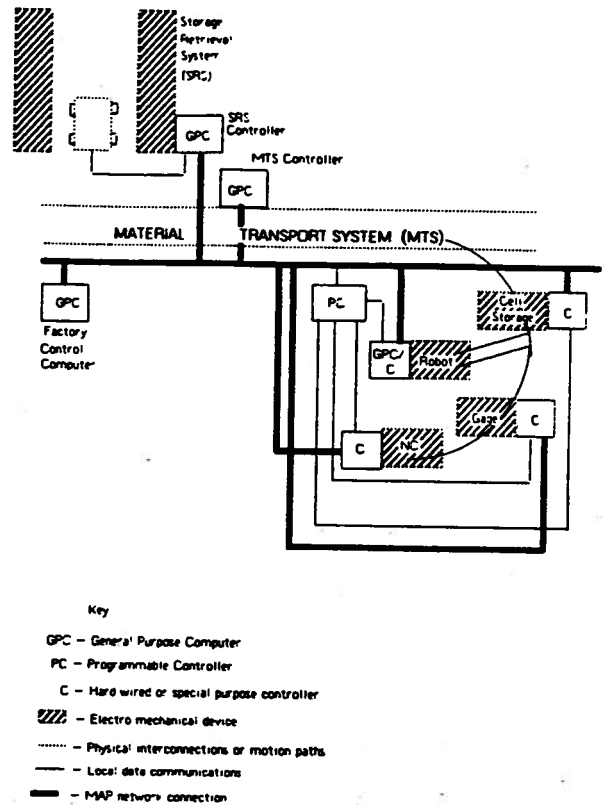 Storage
Retrieval
System
(SRS)
SRS
Controller
GPC
MTS Controller
GPC
MATERIAL TRANSPORT SYSTEM (MTS)
GPC
Factory
Control
Computer
PC
Cell
Storage
C
GPC/
C
Robot
Gage
C
C
NC
Key
GPC – General Purpose Computer
PC – Programmable Controller
C – Hard wired or special purpose controller
– Electro mechanical device
– Physical interconnections or motion paths
– Local data communications
– MAP network connection